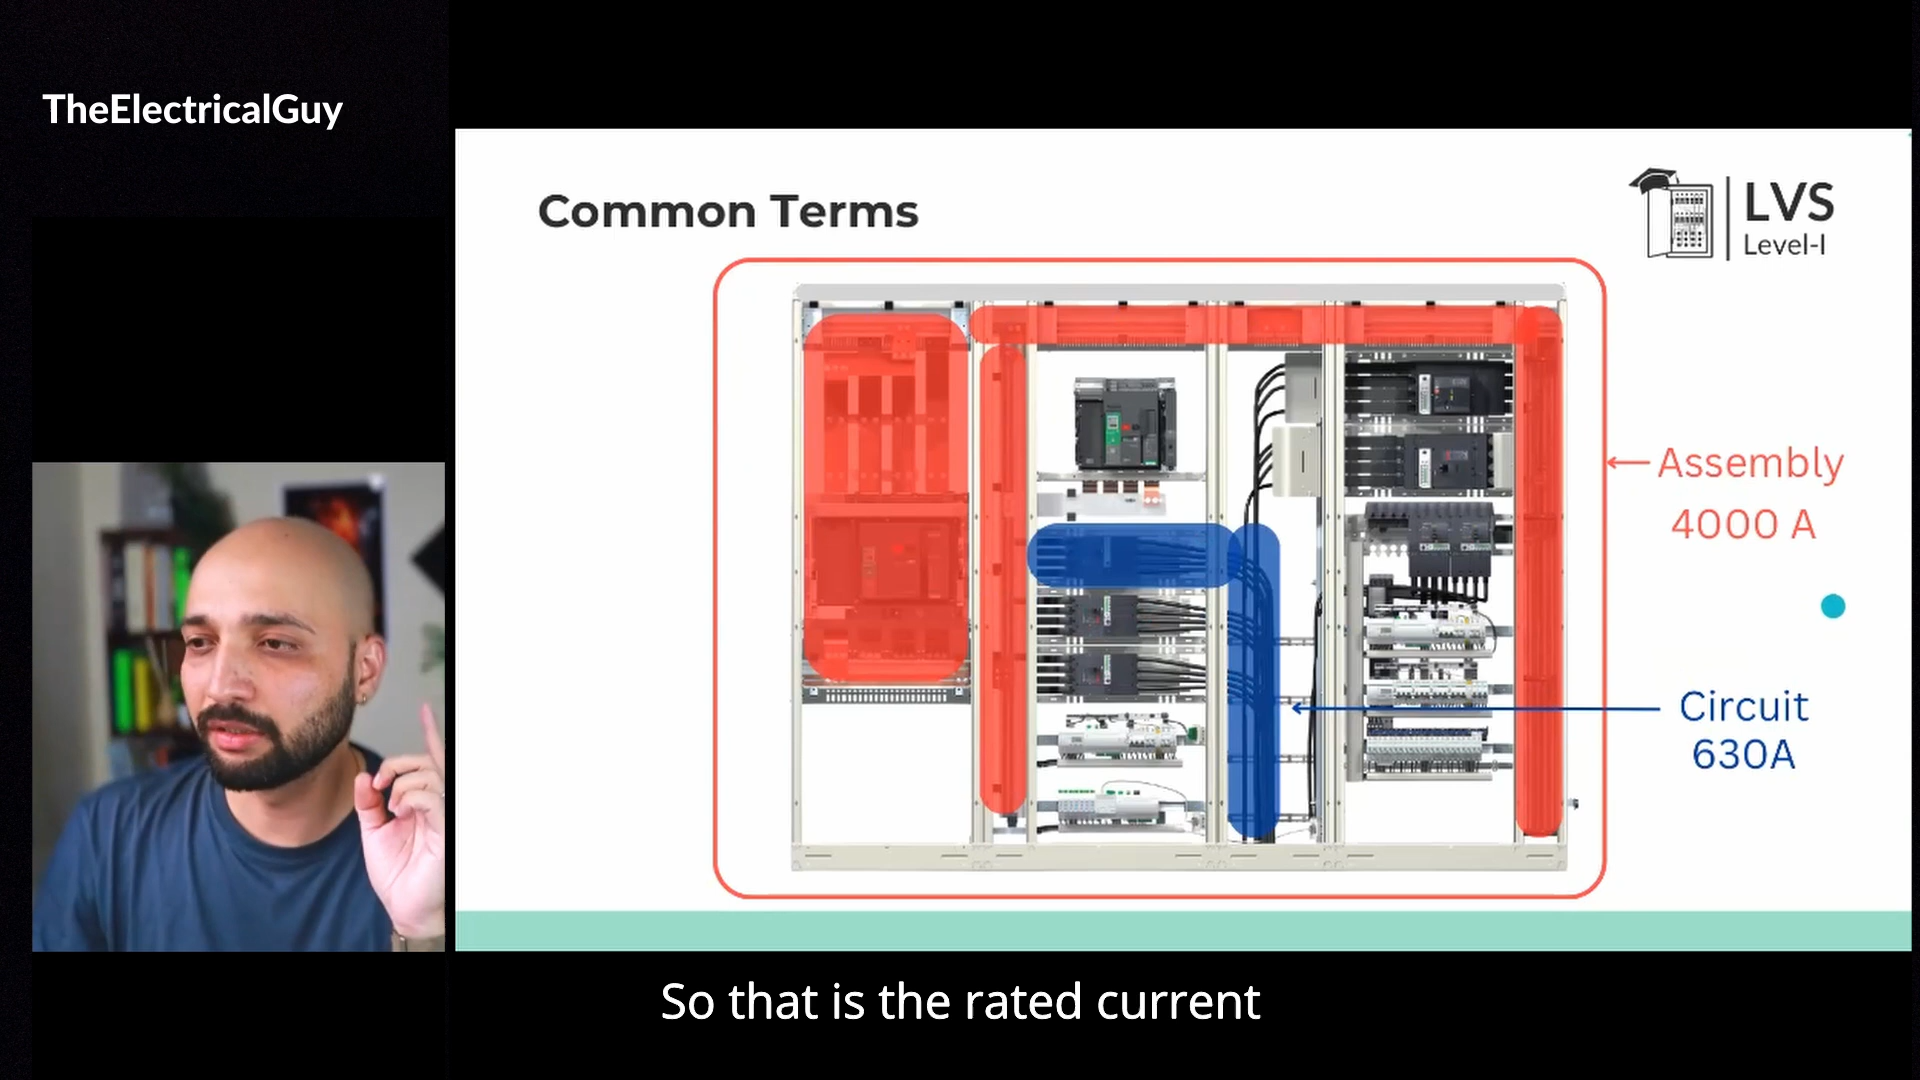 TheElectricalGuy
Common Terms
LVS
Level-I
Assembly
4000 A
Circuit
630A
So that is the rated current